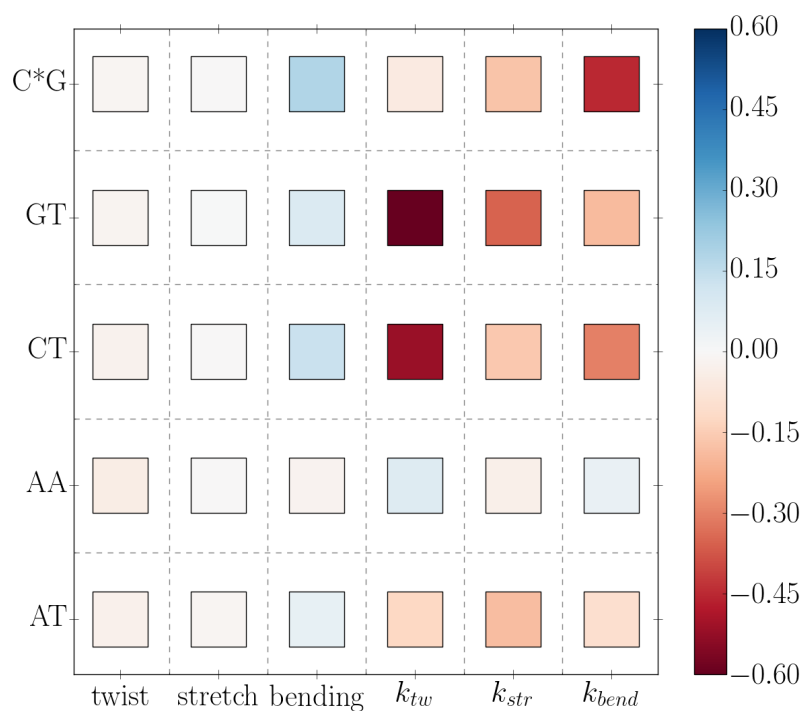 C*G
GT
CT
AA
AT
twist stretch bending k_tw k_str k_bend
0.60
0.45
0.30
0.15
0.00
−0.15
−0.30
−0.45
−0.60